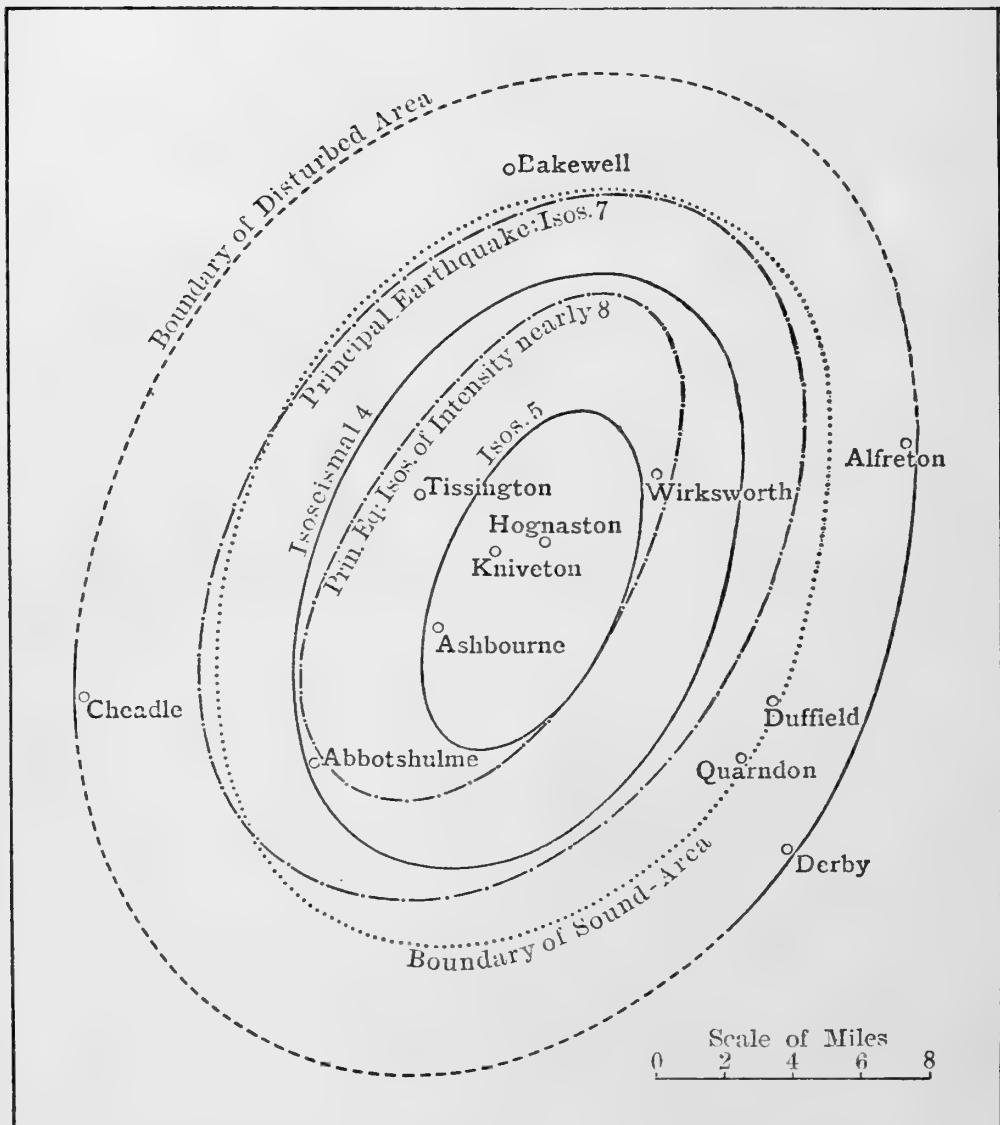 Boundary of Disturbed Area
Bakewell
Principal Earthquake: Isos. 7
Isoseismal 4
Prin. Eq: Isos. of Intensity nearly 8
Isos. 5
Alfreton
Tissington
Wirksworth
Hognaston
Kniveton
Ashbourne
Cheadle
Duffield
Abbotshulme
Quarndon
Derby
Boundary of Sound-Area
Scale of Miles
0 2 4 6 8